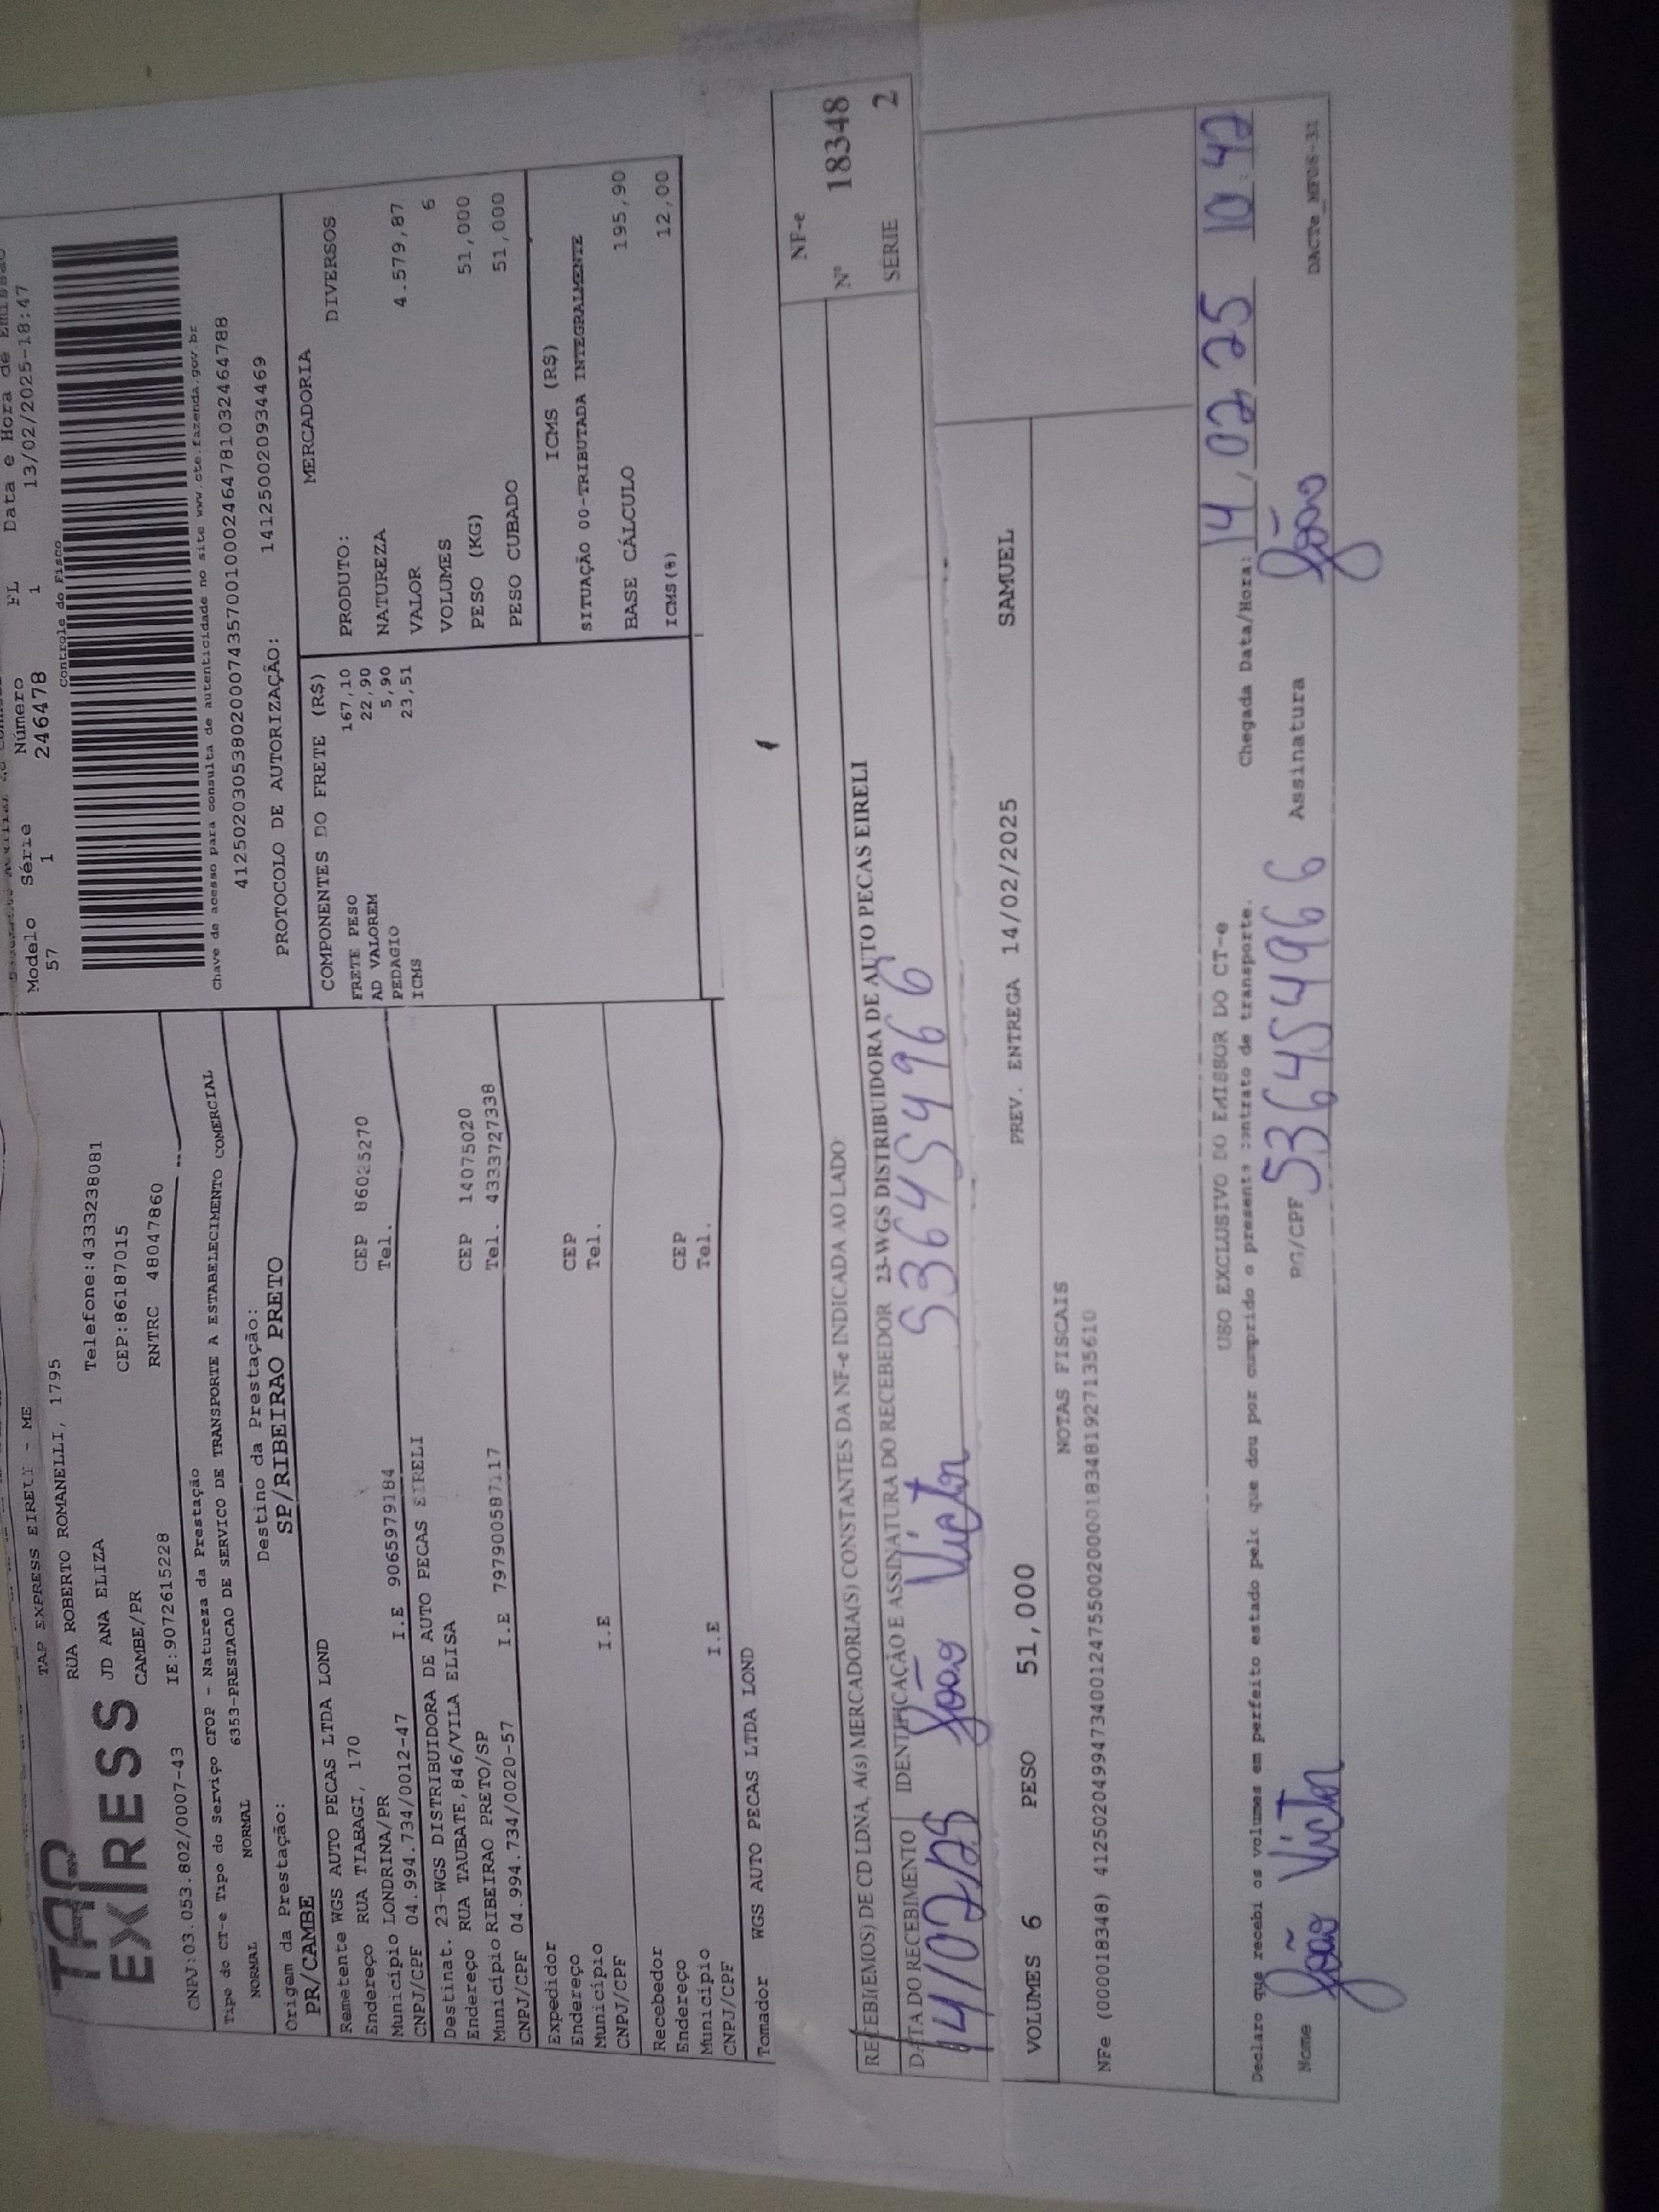 TAP EXPRESS
TAP EXPRESS EIRELI - ME
RUA ROBERTO ROMANELLI, 1795
JD ANA ELIZA Telefone:4333238081
CAMBE/PR CEP:86187015
CNPJ:03.053.802/0007-43 IE:9072615228 RNTRC 48047860
Tipo do CT-e Tipo do Serviço CFOP - Natureza da Prestação
NORMAL NORMAL 6353-PRESTACAO DE SERVICO DE TRANSPORTE A ESTABELECIMENTO COMERCIAL
Origem da Prestação: Destino da Prestação:
PR/CAMBE SP/RIBEIRAO PRETO
Remetente WGS AUTO PECAS LTDA LOND
Endereço RUA TIABAGI, 170 CEP 86025270
Município LONDRINA/PR Tel.
CNPJ/CPF 04.994.734/0012-47 I.E 9065979184
Destinat. 23-WGS DISTRIBUIDORA DE AUTO PECAS EIRELI
Endereço RUA TAUBATE,846/VILA ELISA CEP 14075020
Município RIBEIRAO PRETO/SP Tel. 4333727338
CNPJ/CPF 04.994.734/0020-57 I.E 797900587117
Expedidor
Endereço CEP
Município Tel.
CNPJ/CPF I.E
Recebedor
Endereço CEP
Município Tel.
CNPJ/CPF I.E
Tomador WGS AUTO PECAS LTDA LOND
Modelo Série Número FL Data e Hora de Emissão
57 1 246478 1 13/02/2025-18:47
Controle do Fisco
Chave de acesso para consulta de autenticidade no site www.cte.fazenda.gov.br
41250203053802000743570010002464781032464788
PROTOCOLO DE AUTORIZAÇÃO: 141250020934469
COMPONENTES DO FRETE (R$)
FRETE PESO 167,10
AD VALOREM 22,90
PEDAGIO 5,90
ICMS 23,51
MERCADORIA
PRODUTO: DIVERSOS
NATUREZA
VALOR 4.579,87
VOLUMES 6
PESO (KG) 51,000
PESO CUBADO 51,000
ICMS (R$)
SITUAÇÃO 00-TRIBUTADA INTEGRALMENTE
BASE CÁLCULO 195,90
ICMS(%) 12,00
RECEBI(EMOS) DE CD LDNA, A(S) MERCADORIA(S) CONSTANTES DA NF-e INDICADA AO LADO
DATA DO RECEBIMENTO IDENTIFICAÇÃO E ASSINATURA DO RECEBEDOR 23-WGS DISTRIBUIDORA DE AUTO PECAS EIRELI
14/02/25 João Victor 536454966
NF-e
Nº 18348
SÉRIE 2
VOLUMES 6 PESO 51,000 PREV. ENTREGA 14/02/2025 SAMUEL
NOTAS FISCAIS
NFe (000018348) 41250204994734001247550020000183481927135610
USO EXCLUSIVO DO EMISSOR DO CT-e
Declaro que recebi os volumes em perfeito estado pelo que dou por cumprido o presente contrato de transporte. Chegada Data/Hora: 14,02 25 10:42
Nome João Victor RG/CPF 536454966 Assinatura João
DACTe_MF06-31